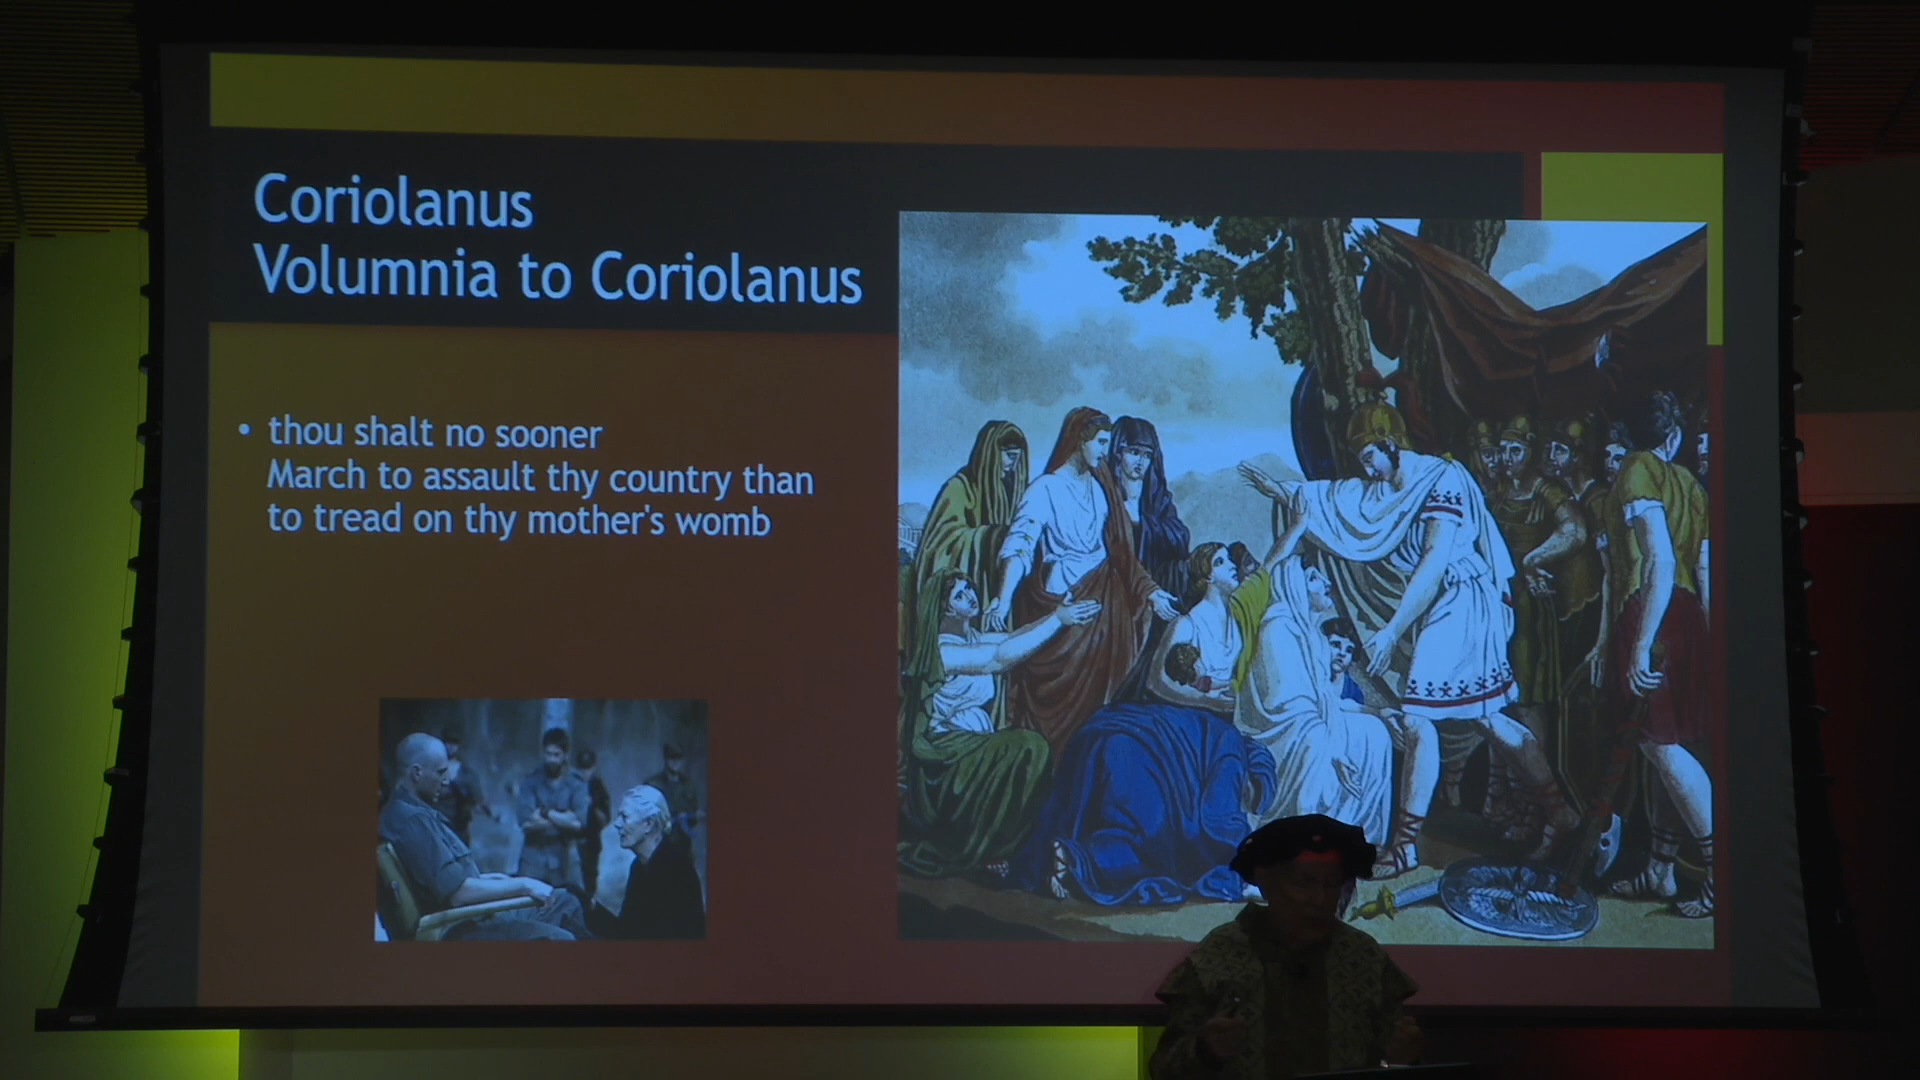 Coriolanus
Volumnia to Coriolanus
• thou shalt no sooner
March to assault thy country than
to tread on thy mother's womb